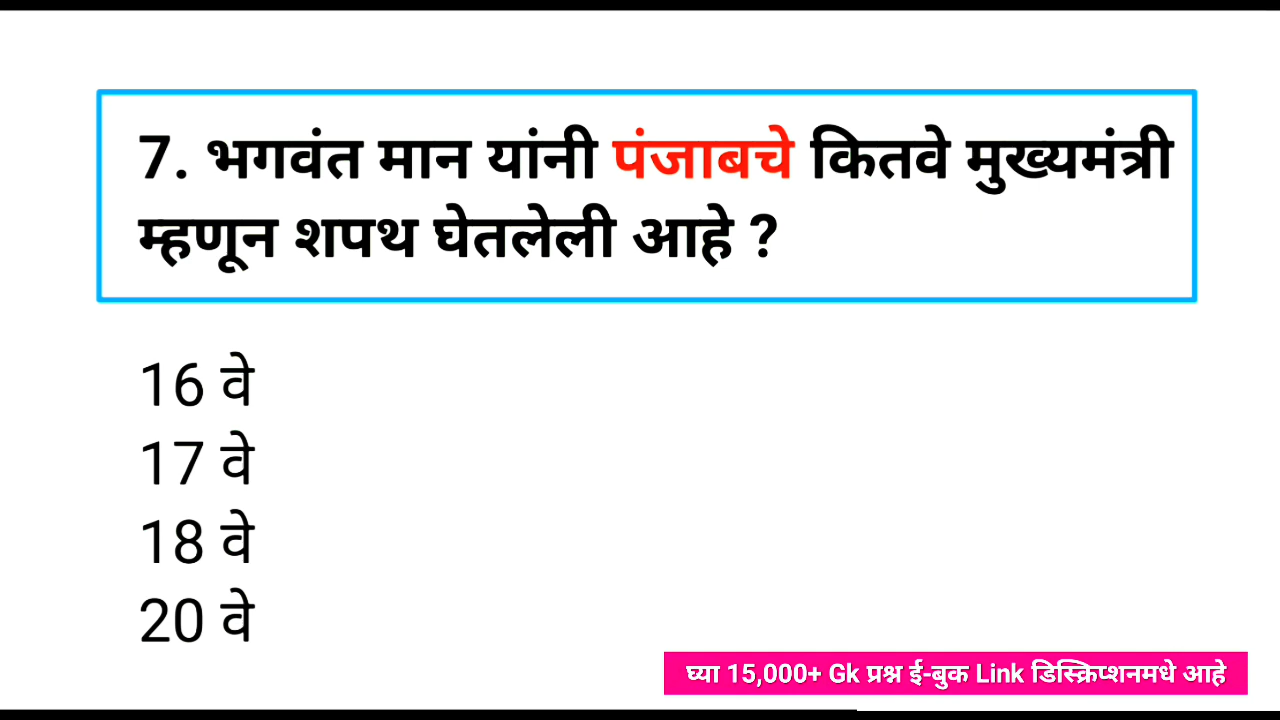 7. भगवंत मान यांनी पंजाबचे कितवे मुख्यमंत्री
म्हणून शपथ घेतलेली आहे ?
16 वे
17 वे
18 वे
20 वे
घ्या 15,000+ Gk प्रश्न ई-बुक Link डिस्क्रिप्शनमधे आहे